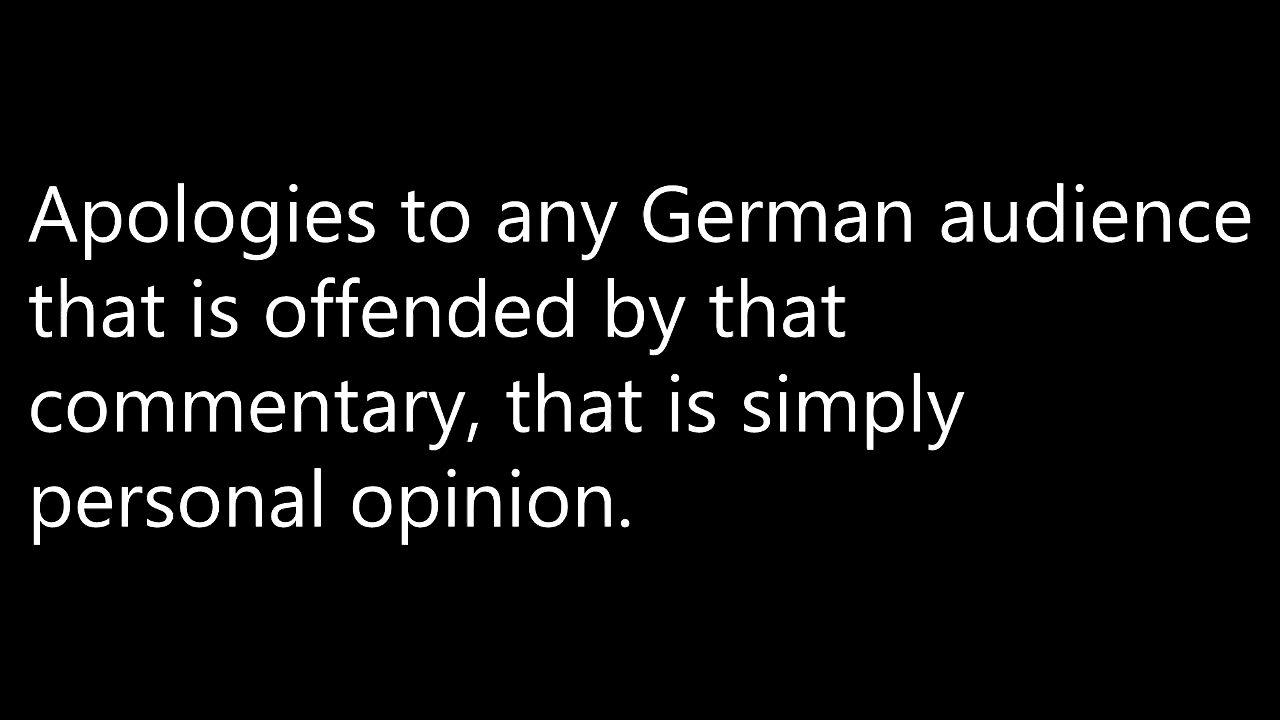 Apologies to any German audience
that is offended by that
commentary, that is simply
personal opinion.